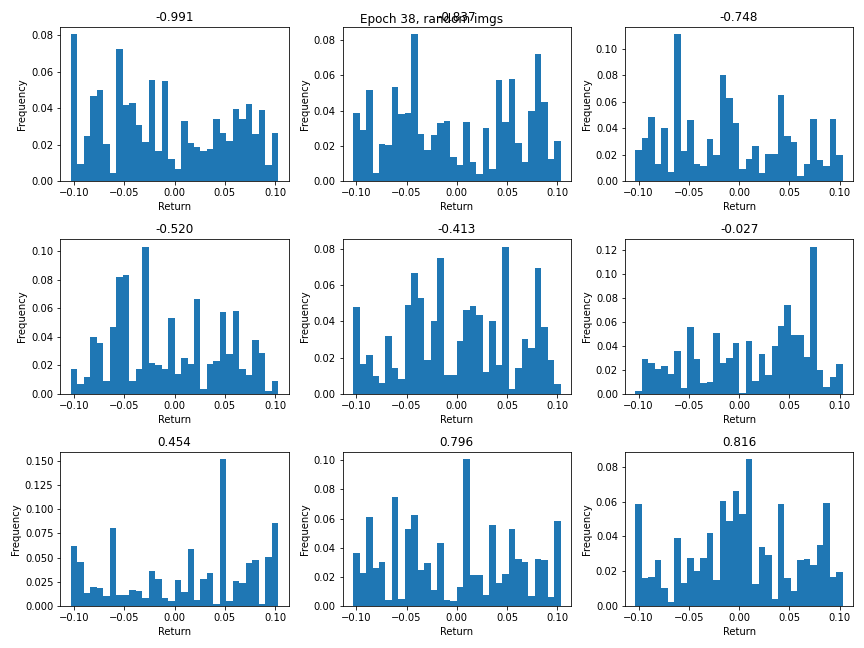 Epoch 38, random imgs
-0.991 -0.837 -0.748
0.08 0.06 0.04 0.02 0.00
Frequency
−0.10 −0.05 0.00 0.05 0.10
Return
0.08 0.06 0.04 0.02 0.00
Frequency
−0.10 −0.05 0.00 0.05 0.10
Return
0.10 0.08 0.06 0.04 0.02 0.00
Frequency
−0.10 −0.05 0.00 0.05 0.10
Return
-0.520 -0.413 -0.027
0.10 0.08 0.06 0.04 0.02 0.00
Frequency
−0.10 −0.05 0.00 0.05 0.10
Return
0.08 0.06 0.04 0.02 0.00
Frequency
−0.10 −0.05 0.00 0.05 0.10
Return
0.12 0.10 0.08 0.06 0.04 0.02 0.00
Frequency
−0.10 −0.05 0.00 0.05 0.10
Return
0.454 0.796 0.816
0.150 0.125 0.100 0.075 0.050 0.025 0.000
Frequency
−0.10 −0.05 0.00 0.05 0.10
Return
0.10 0.08 0.06 0.04 0.02 0.00
Frequency
−0.10 −0.05 0.00 0.05 0.10
Return
0.08 0.06 0.04 0.02 0.00
Frequency
−0.10 −0.05 0.00 0.05 0.10
Return